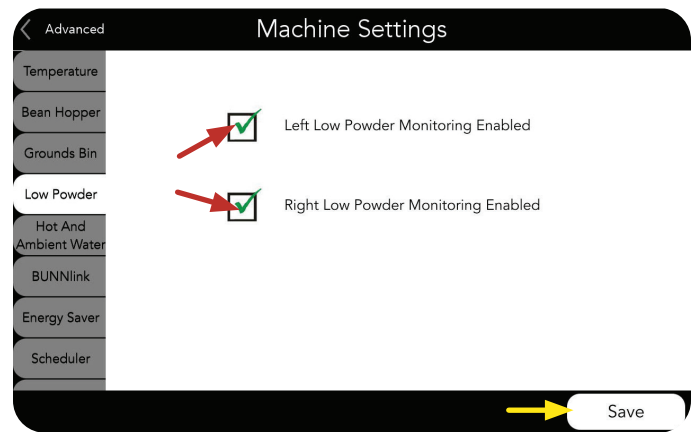 Advanced
Machine Settings
Temperature
Bean Hopper
Grounds Bin
Low Powder
Hot And
Ambient Water
BUNNlink
Energy Saver
Scheduler
Left Low Powder Monitoring Enabled
Right Low Powder Monitoring Enabled
Save